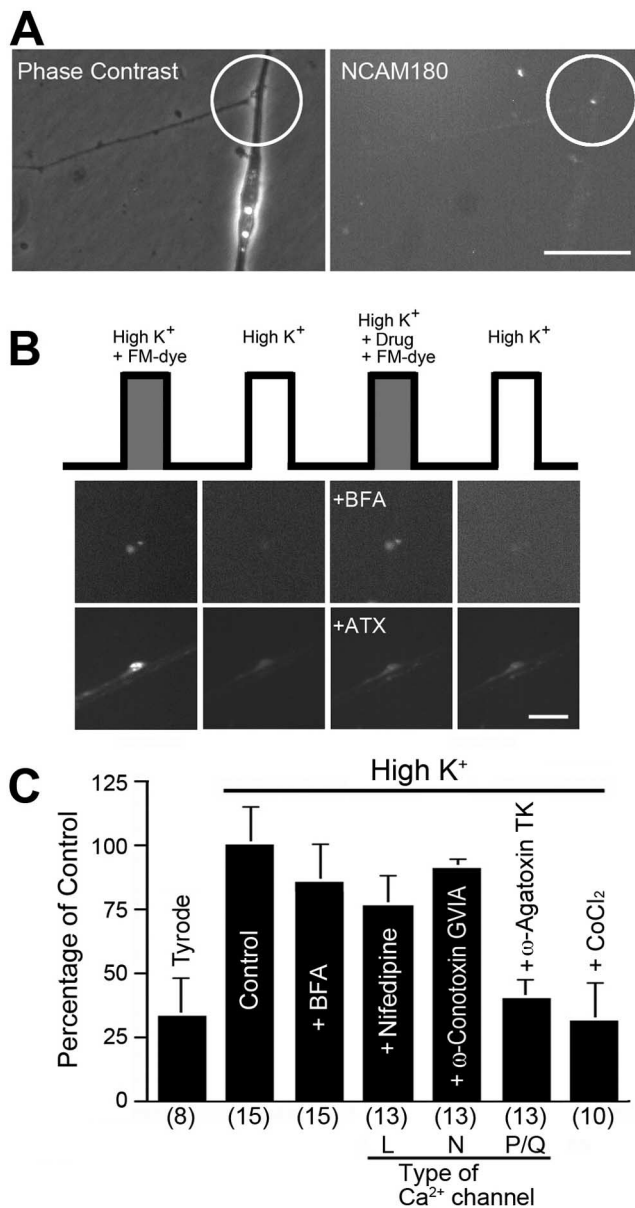 A
Phase Contrast
NCAM180
B
High K⁺
+ FM-dye
High K⁺
High K⁺
+ Drug
+ FM-dye
High K⁺
+BFA
+ATX
C
High K⁺
Percentage of Control
125
100
75
50
25
0
Tyrode
Control
+ BFA
+ Nifedipine
+ ω-Conotoxin GVIA
+ ω-Agatoxin TK
+ CoCl₂
(8) (15) (15) (13) (13) (13) (10)
L N P/Q
Type of
Ca²⁺ channel